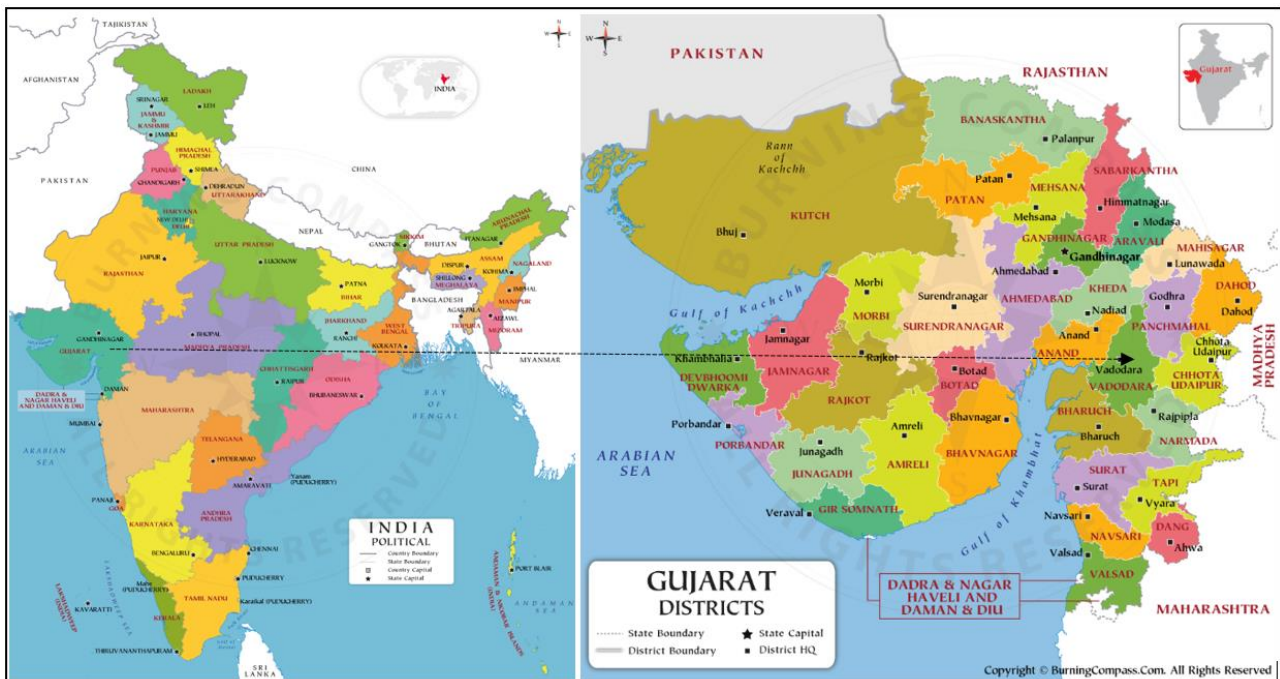 TAJIKISTAN
AFGHANISTAN
PAKISTAN
CHINA
NEPAL
BHUTAN
BANGLADESH
MYANMAR
SRI
LANKA
N
W
E
S
INDIA
LADAKH
LEH
SRINAGAR
JAMMU
&
KASHMIR
JAMMU
HIMACHAL
PRADESH
SHIMLA
PUNJAB
CHANDIGARH
DEHRADUN
UTTARAKHAND
HARYANA
NEW DELHI
DELHI
RAJASTHAN
JAIPUR
UTTAR PRADESH
LUCKNOW
SIKKIM
GANGTOK
ARUNACHAL
PRADESH
ITANAGAR
ASSAM
DISPUR
NAGALAND
KOHIMA
SHILLONG
MEGHALAYA
IMPHAL
MANIPUR
AGARTALA
TRIPURA
AIZAWL
MIZORAM
PATNA
BIHAR
JHARKHAND
RANCHI
WEST
BENGAL
KOLKATA
GANDHINAGAR
GUJARAT
BHOPAL
MADHYA PRADESH
CHHATTISGARH
RAIPUR
ODISHA
BHUBANESWAR
DAMAN
DADRA &
NAGAR HAVELI
AND DAMAN & DIU
MUMBAI
MAHARASHTRA
TELANGANA
HYDERABAD
AMARAVATI
Yanam
(PUDUCHERRY)
ANDHRA
PRADESH
PANAJI
GOA
KARNATAKA
BENGALURU
CHENNAI
PUDUCHERRY
Karaikal (PUDUCHERRY)
Mahe
(PUDUCHERRY)
TAMIL NADU
KERALA
THIRUVANANTHAPURAM
KAVARATTI
LAKSHADWEEP
(INDIA)
LAKSHADWEEP SEA
ARABIAN
SEA
BAY
OF
BENGAL
PORT BLAIR
ANDAMAN & NICOBAR ISLANDS
(INDIA)
ANDAMAN
SEA
INDIA
POLITICAL
Country Boundary
State Boundary
Country Capital
State Capital
N
W
E
S
PAKISTAN
RAJASTHAN
Gujarat
BANASKANTHA
Palanpur
Rann
of
Kachchh
KUTCH
Bhuj
Patan
PATAN
MEHSANA
Mehsana
SABARKANTHA
Himmatnagar
Modasa
ARAVALI
GANDHINAGAR
Gandhinagar
MAHISAGAR
Lunawada
Ahmedabad
AHMEDABAD
KHEDA
Nadiad
Godhra
PANCHMAHAL
DAHOD
Dahod
Gulf of Kachchh
Morbi
MORBI
Surendranagar
SURENDRANAGAR
Anand
ANAND
Vadodara
VADODARA
Chhota
Udaipur
CHHOTA
UDAIPUR
MADHYA
PRADESH
Khambhalia
DEVBHOOMI
DWARKA
Jamnagar
JAMNAGAR
Rajkot
RAJKOT
Botad
BOTAD
Bhavnagar
BHAVNAGAR
BHARUCH
Bharuch
Rajpipla
NARMADA
Porbandar
PORBANDAR
Junagadh
JUNAGADH
Amreli
AMRELI
Gulf of Khambhat
ARABIAN
SEA
Veraval
GIR SOMNATH
SURAT
Surat
TAPI
Vyara
Navsari
NAVSARI
DANG
Ahwa
Valsad
VALSAD
MAHARASHTRA
DADRA & NAGAR
HAVELI AND
DAMAN & DIU
GUJARAT
DISTRICTS
State Boundary
State Capital
District Boundary
District HQ
Copyright © BurningCompass.Com. All Rights Reserved